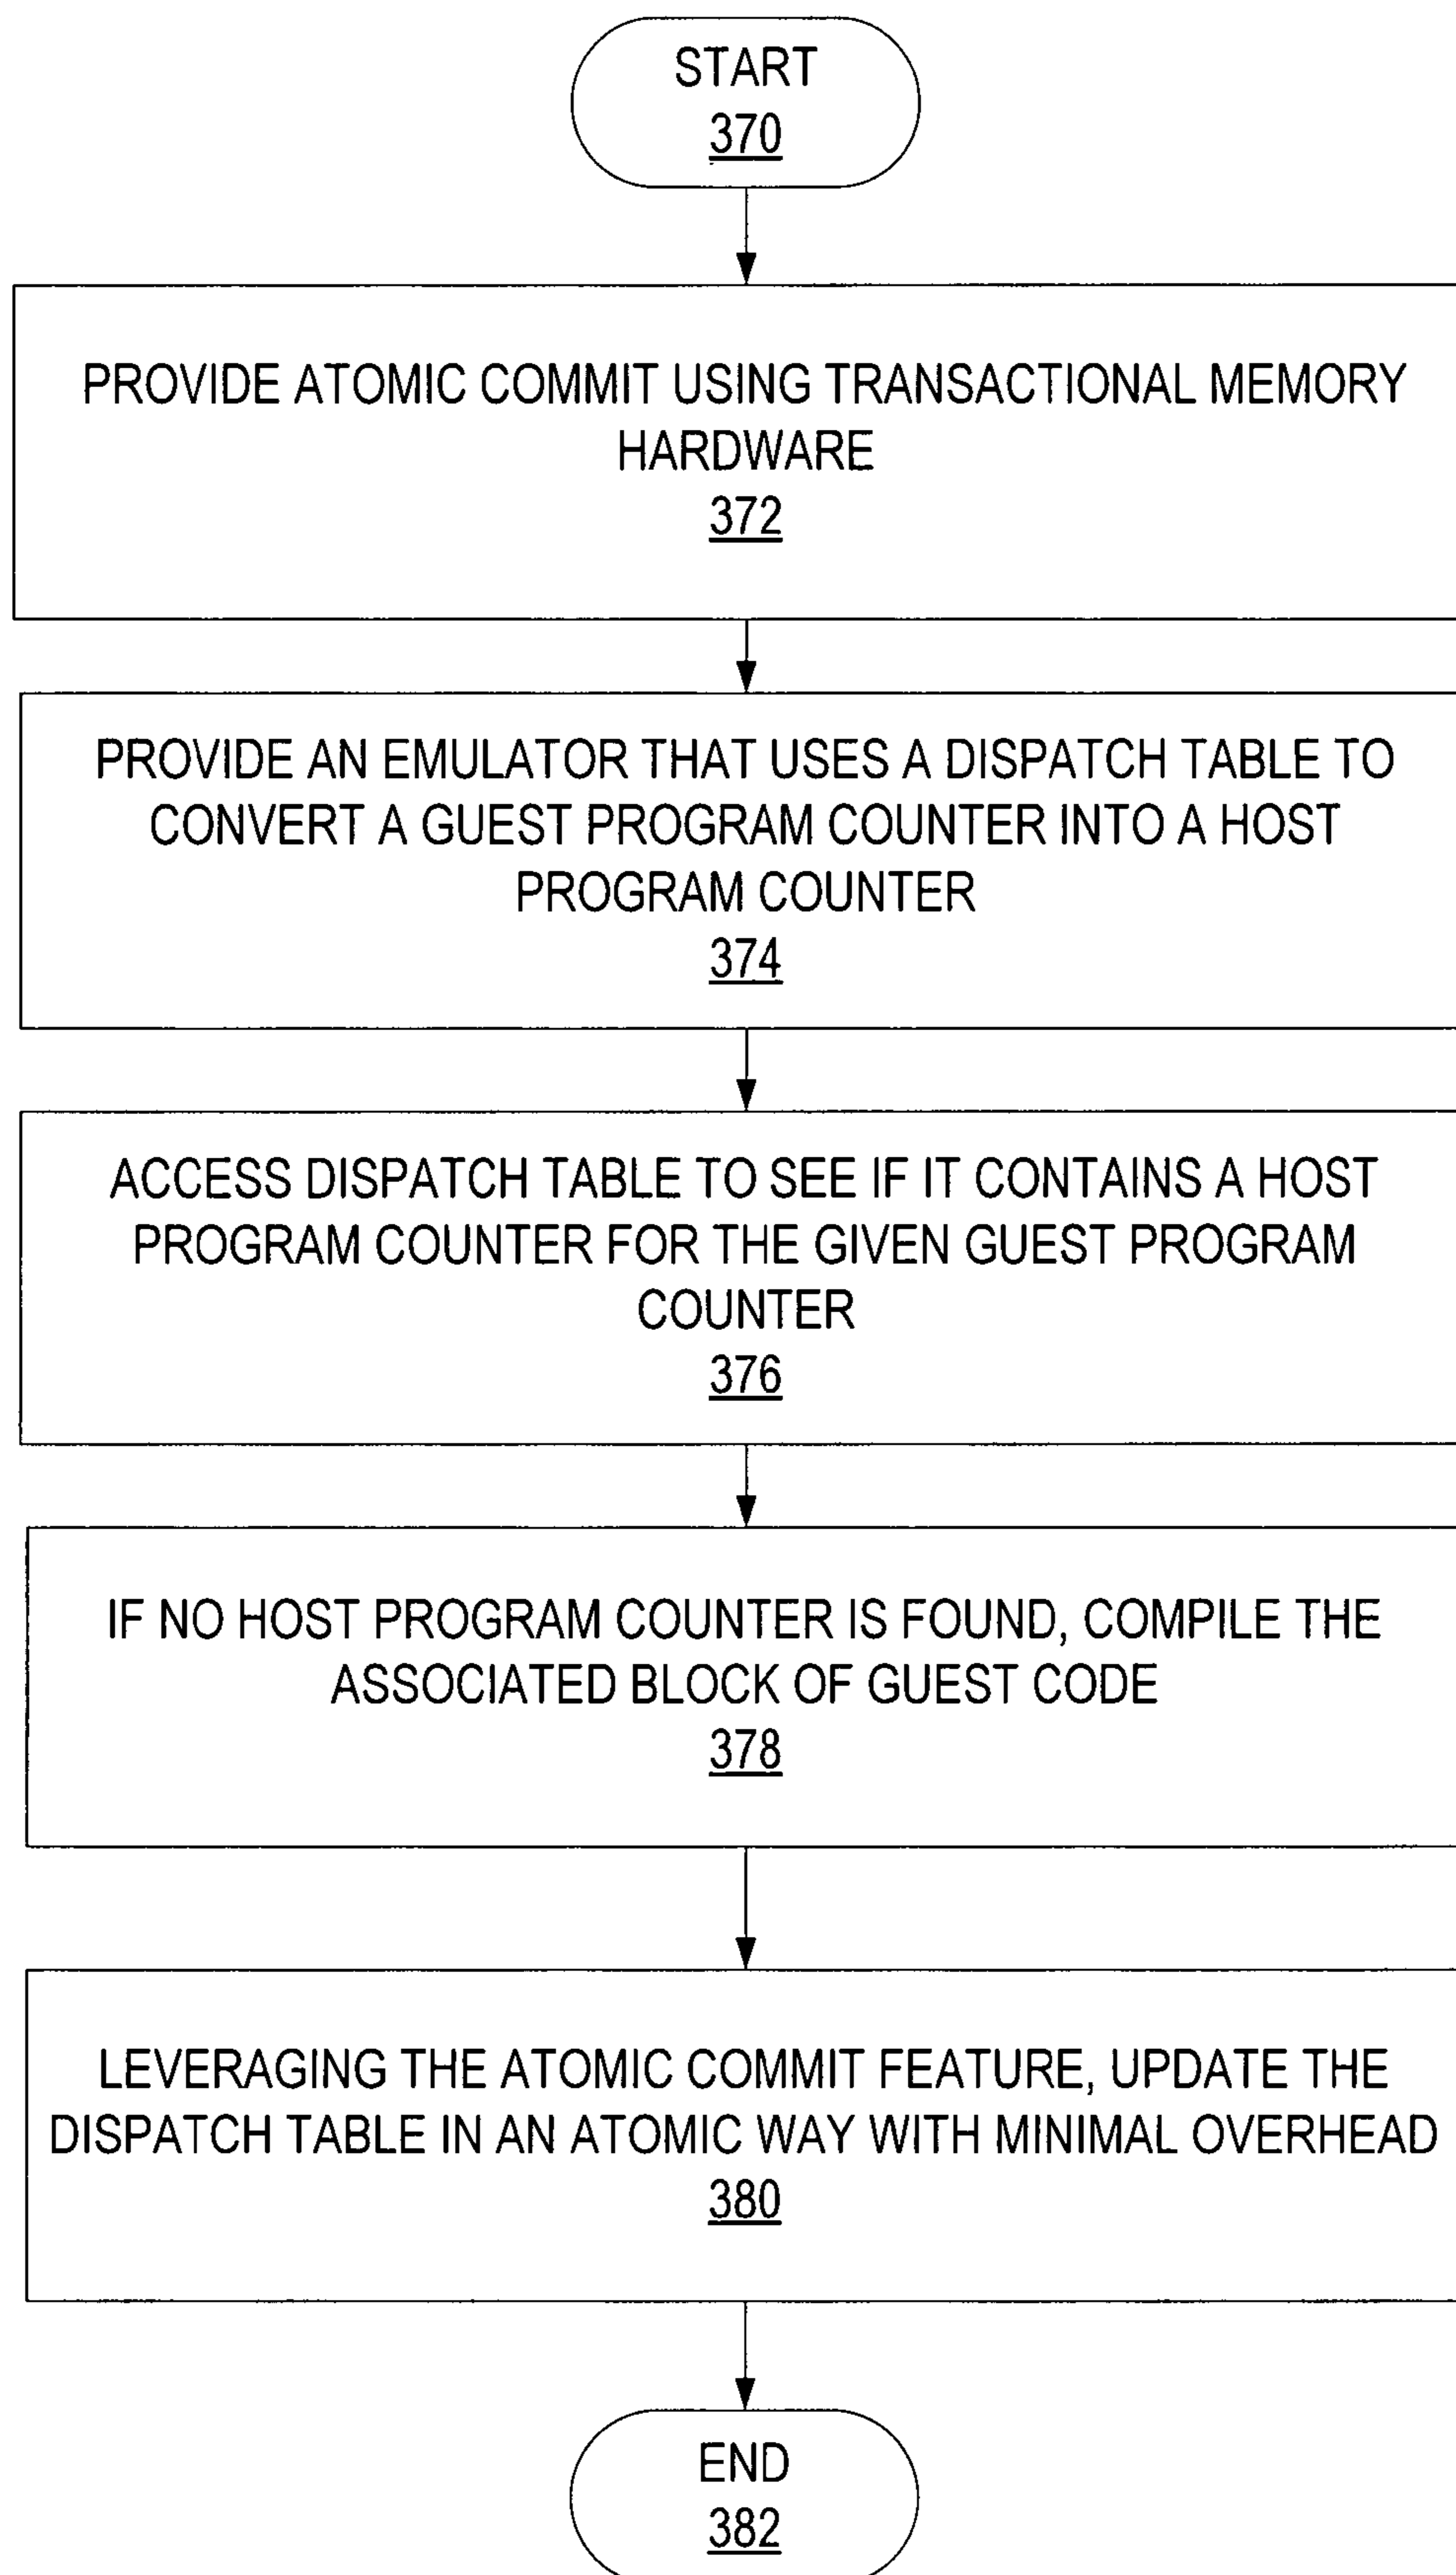 START
370
PROVIDE ATOMIC COMMIT USING TRANSACTIONAL MEMORY
HARDWARE
372
PROVIDE AN EMULATOR THAT USES A DISPATCH TABLE TO
CONVERT A GUEST PROGRAM COUNTER INTO A HOST
PROGRAM COUNTER
374
ACCESS DISPATCH TABLE TO SEE IF IT CONTAINS A HOST
PROGRAM COUNTER FOR THE GIVEN GUEST PROGRAM
COUNTER
376
IF NO HOST PROGRAM COUNTER IS FOUND, COMPILE THE
ASSOCIATED BLOCK OF GUEST CODE
378
LEVERAGING THE ATOMIC COMMIT FEATURE, UPDATE THE
DISPATCH TABLE IN AN ATOMIC WAY WITH MINIMAL OVERHEAD
380
END
382